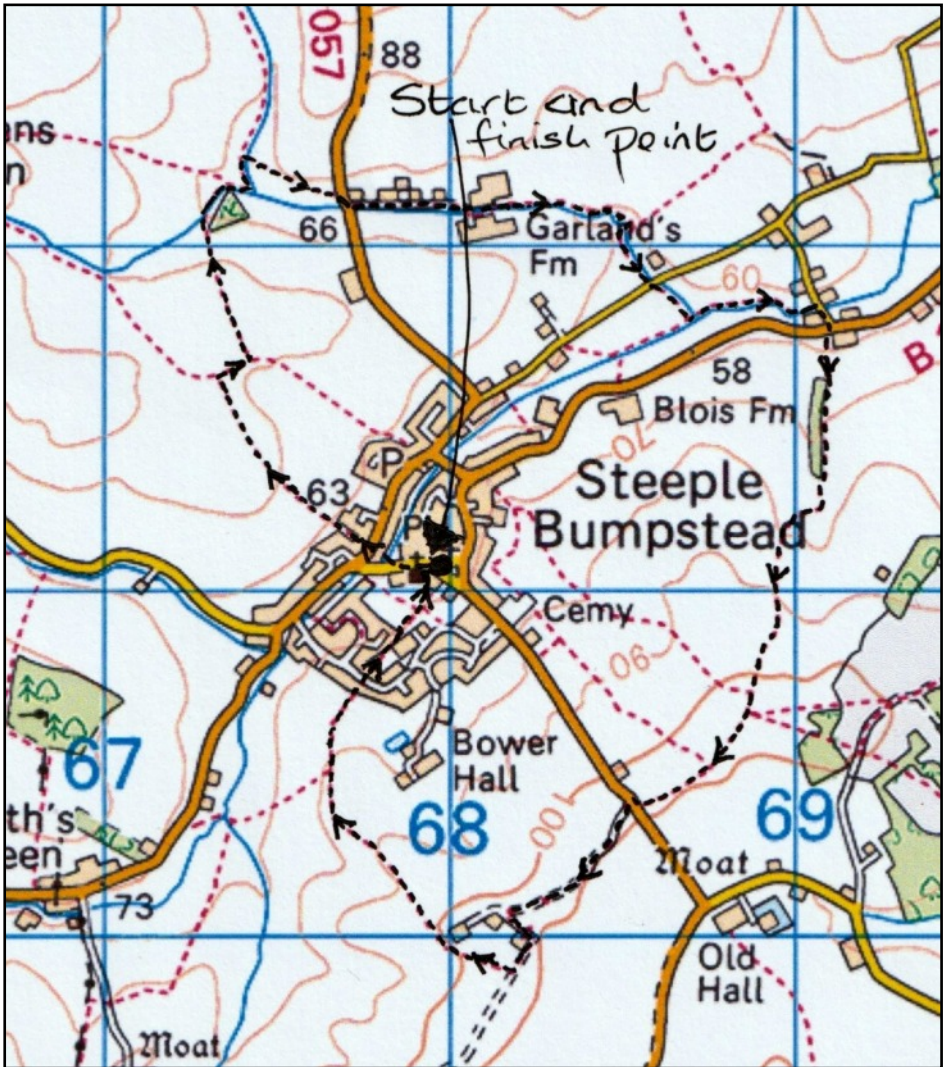 057
88
Start and
finish point
ens
n
66
Garland's
Fm
60
58
B
Blois Fm
70
P
63
Steeple
Bumpstead
P
Cemy
90
67
Bower
Hall
68
69
100
th's
een
Moat
73
Old
Hall
Moat